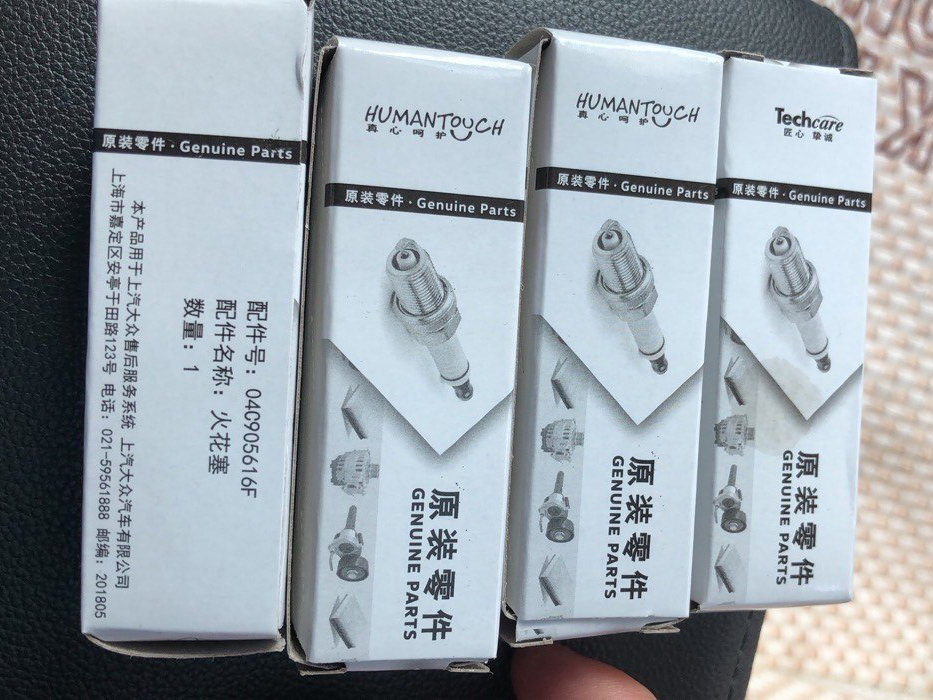 原装零件·Genuine Parts
配件号：04C905616F
配件名称：火花塞
数量：1
本产品用于上汽大众售后服务系统 上汽大众汽车有限公司
上海市嘉定区安亭于田路123号 电话：021-59561888 邮编：201805
HUMANTOUCH
真心呵护
原装零件·Genuine Parts
原装零件
GENUINE PARTS
HUMANTOUCH
真心呵护
原装零件·Genuine Parts
原装零件
GENUINE PARTS
Techcare
匠心 挚诚
原装零件·Genuine Parts
原装零件
GENUINE PARTS